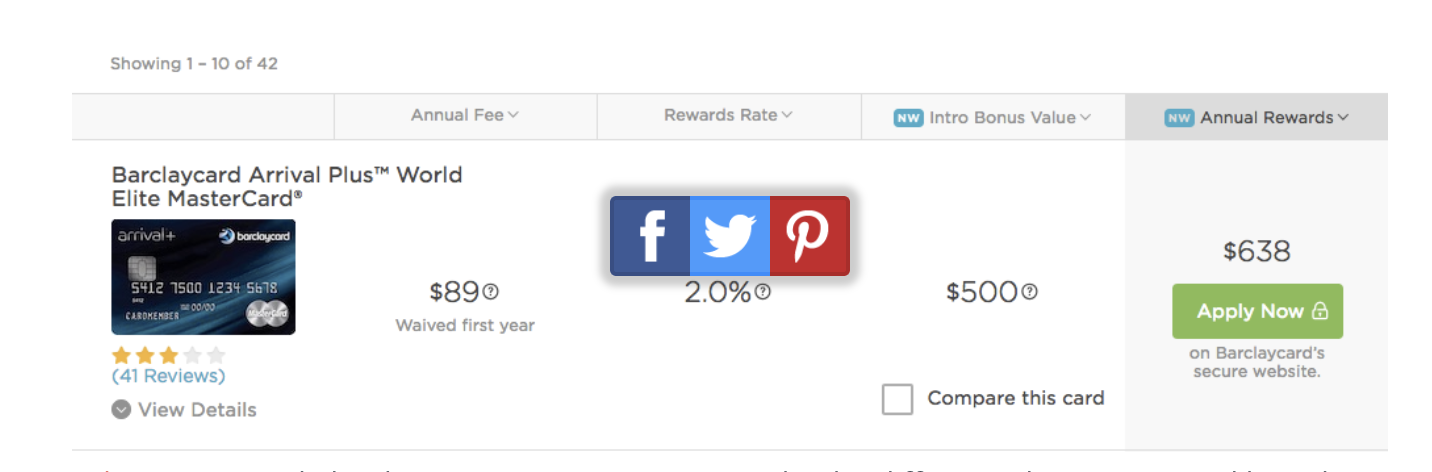 Showing 1 – 10 of 42
Annual Fee
Rewards Rate
NW Intro Bonus Value
NW Annual Rewards
Barclaycard Arrival Plus™ World
Elite MasterCard®
arrival+
barclaycard
5412 7500 1234 5678
00/00
CARDMEMBER
MasterCard
(41 Reviews)
View Details
$89
Waived first year
2.0%
$500
Compare this card
$638
Apply Now
on Barclaycard's
secure website.